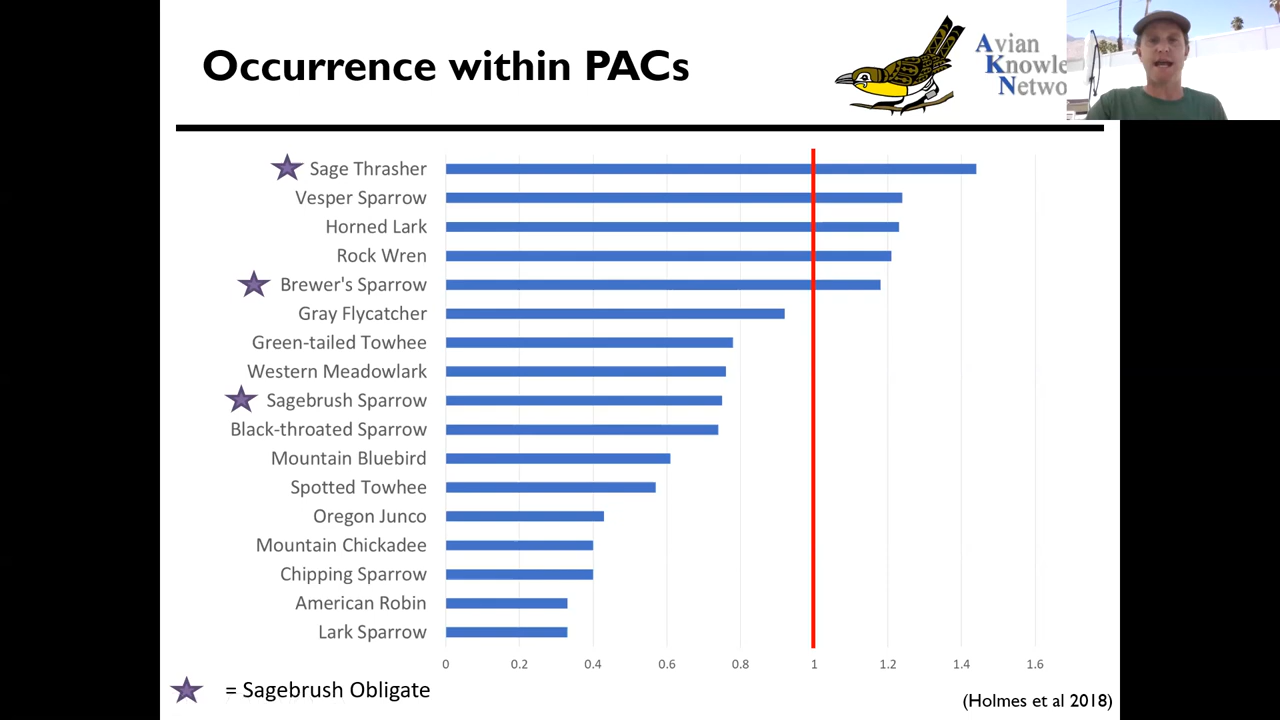 Occurrence within PACs
Avian
Knowle
Netwo
Sage Thrasher
Vesper Sparrow
Horned Lark
Rock Wren
Brewer's Sparrow
Gray Flycatcher
Green-tailed Towhee
Western Meadowlark
Sagebrush Sparrow
Black-throated Sparrow
Mountain Bluebird
Spotted Towhee
Oregon Junco
Mountain Chickadee
Chipping Sparrow
American Robin
Lark Sparrow
0 0.2 0.4 0.6 0.8 1 1.2 1.4 1.6
= Sagebrush Obligate
(Holmes et al 2018)